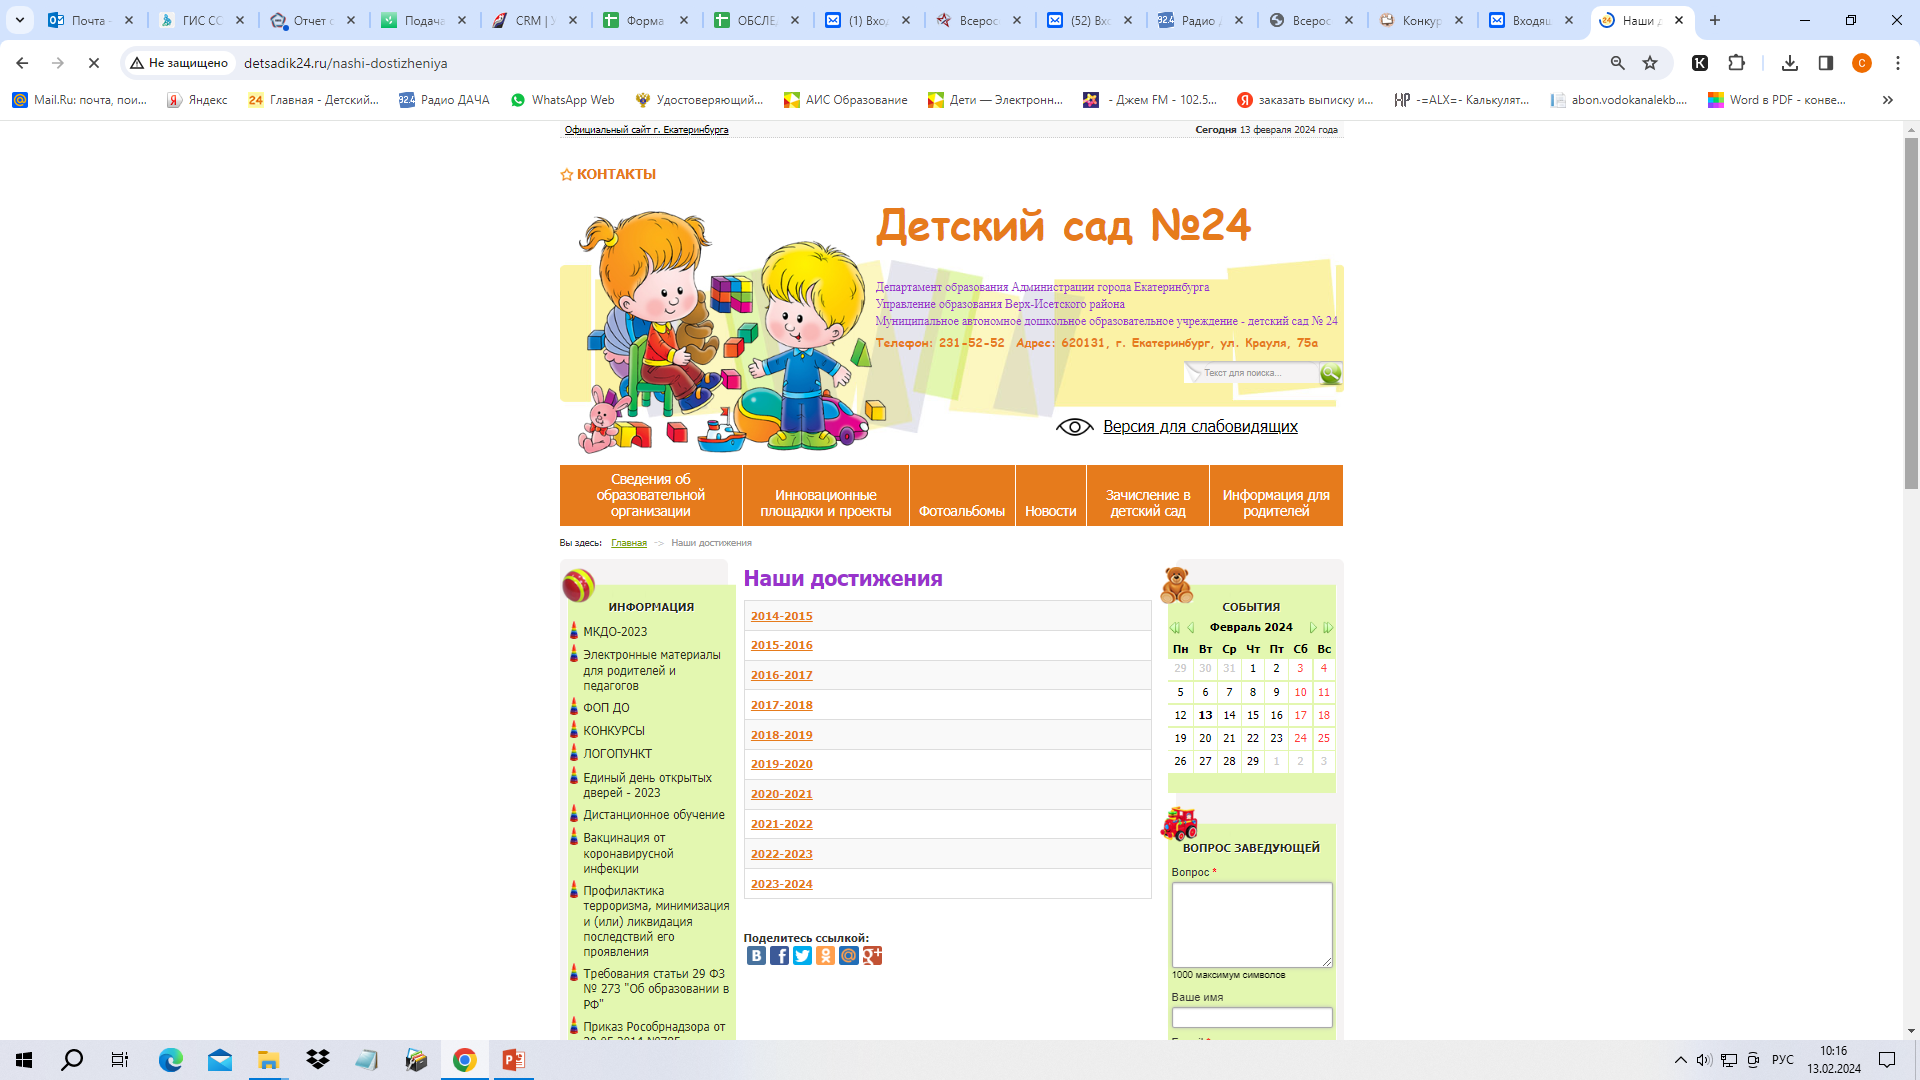 Почта
ГИС СО
Отчет о
Подача
CRM | У
Форма
ОБСЛЕД
(1) Вход
Всерос
(52) Вхо
Радио Д
Всерос
Конкур
Входящ
Наши д
Не защищено
detsadik24.ru/nashi-dostizheniya
С
Mail.Ru: почта, пои...
Яндекс
Главная - Детский...
Радио ДАЧА
WhatsApp Web
Удостоверяющий...
АИС Образование
Дети — Электронн...
- Джем FM - 102.5...
заказать выписку и...
-=ALX=- Калькулят...
abon.vodokanalekb....
Word в PDF - конве...
Официальный сайт г. Екатеринбурга
Сегодня 13 февраля 2024 года
КОНТАКТЫ
Детский сад №24
Департамент образования Администрации города Екатеринбурга
Управление образования Верх-Исетского района
Муниципальное автономное дошкольное образовательное учреждение - детский сад № 24
Телефон: 231-52-52 Адрес: 620131, г. Екатеринбург, ул. Крауля, 75а
Текст для поиска...
Версия для слабовидящих
Сведения об
образовательной
организации
Инновационные
площадки и проекты
Фотоальбомы
Новости
Зачисление в
детский сад
Информация для
родителей
Вы здесь: Главная -> Наши достижения
ИНФОРМАЦИЯ
МКДО-2023
Электронные материалы
для родителей и
педагогов
ФОП ДО
КОНКУРСЫ
ЛОГОПУНКТ
Единый день открытых
дверей - 2023
Дистанционное обучение
Вакцинация от
коронавирусной
инфекции
Профилактика
терроризма, минимизация
и (или) ликвидация
последствий его
проявления
Требования статьи 29 ФЗ
№ 273 "Об образовании в
РФ"
Приказ Рособрнадзора от
Наши достижения
2014-2015
2015-2016
2016-2017
2017-2018
2018-2019
2019-2020
2020-2021
2021-2022
2022-2023
2023-2024
Поделитесь ссылкой:
СОБЫТИЯ
Февраль 2024
Пн Вт Ср Чт Пт Сб Вс
29 30 31 1 2 3 4
5 6 7 8 9 10 11
12 13 14 15 16 17 18
19 20 21 22 23 24 25
26 27 28 29 1 2 3
ВОПРОС ЗАВЕДУЮЩЕЙ
Вопрос *
1000 максимум символов
Ваше имя
РУС
10:16
13.02.2024